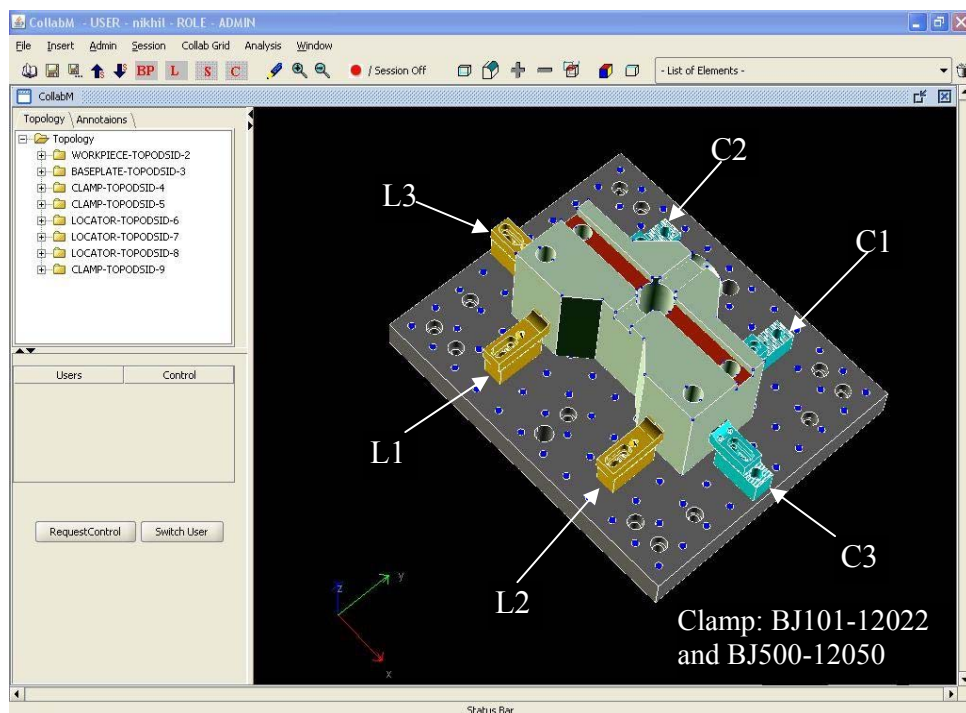 CollabM - USER - nikhil - ROLE - ADMIN
File Insert Admin Session Collab Grid Analysis Window
BP L S C / Session Off - List of Elements -
CollabM
Topology Annotaions
Topology
WORKPIECE-TOPODSID-2
BASEPLATE-TOPODSID-3
CLAMP-TOPODSID-4
CLAMP-TOPODSID-5
LOCATOR-TOPODSID-6
LOCATOR-TOPODSID-7
LOCATOR-TOPODSID-8
CLAMP-TOPODSID-9
Users Control
RequestControl Switch User
C2
L3
C1
L1
C3
L2
z y
x
Clamp: BJ101-12022
and BJ500-12050
Status Bar